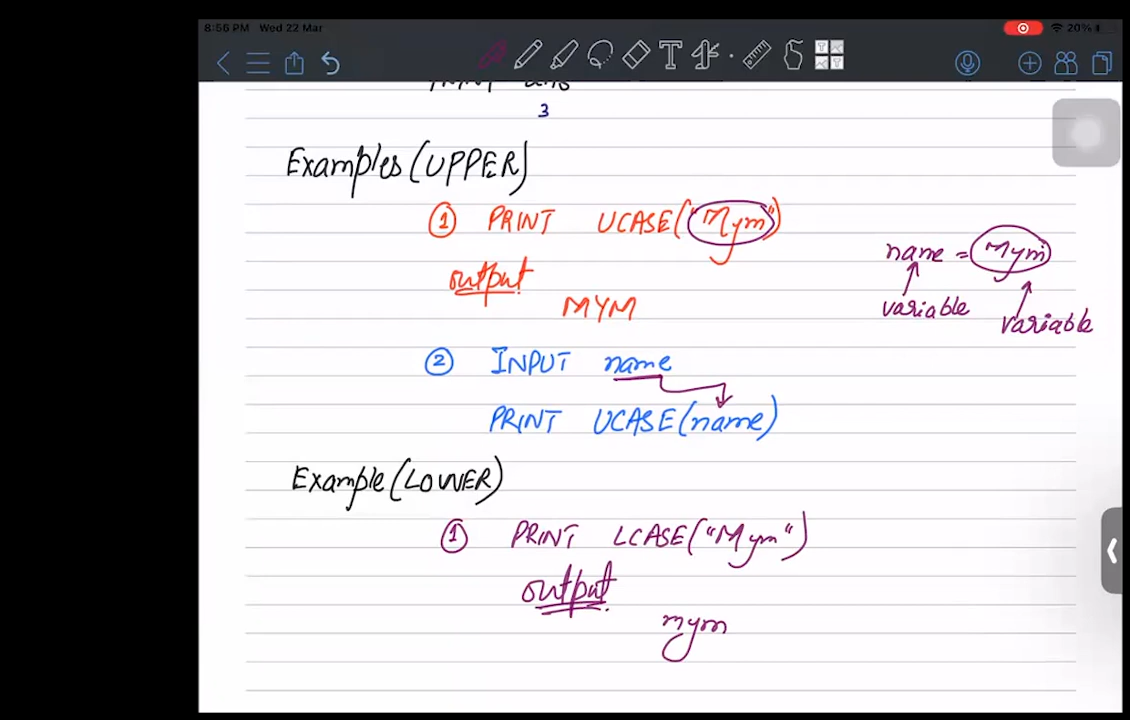 8:56 PM Wed 22 Mar
20%
T
3
Examples (UPPER)
① PRINT UCASE("Mym")
name = Mym
output
variable
variable
MYM
② INPUT name
PRINT UCASE(name)
Example (LOWER)
① PRINT LCASE("Mym")
output
mym